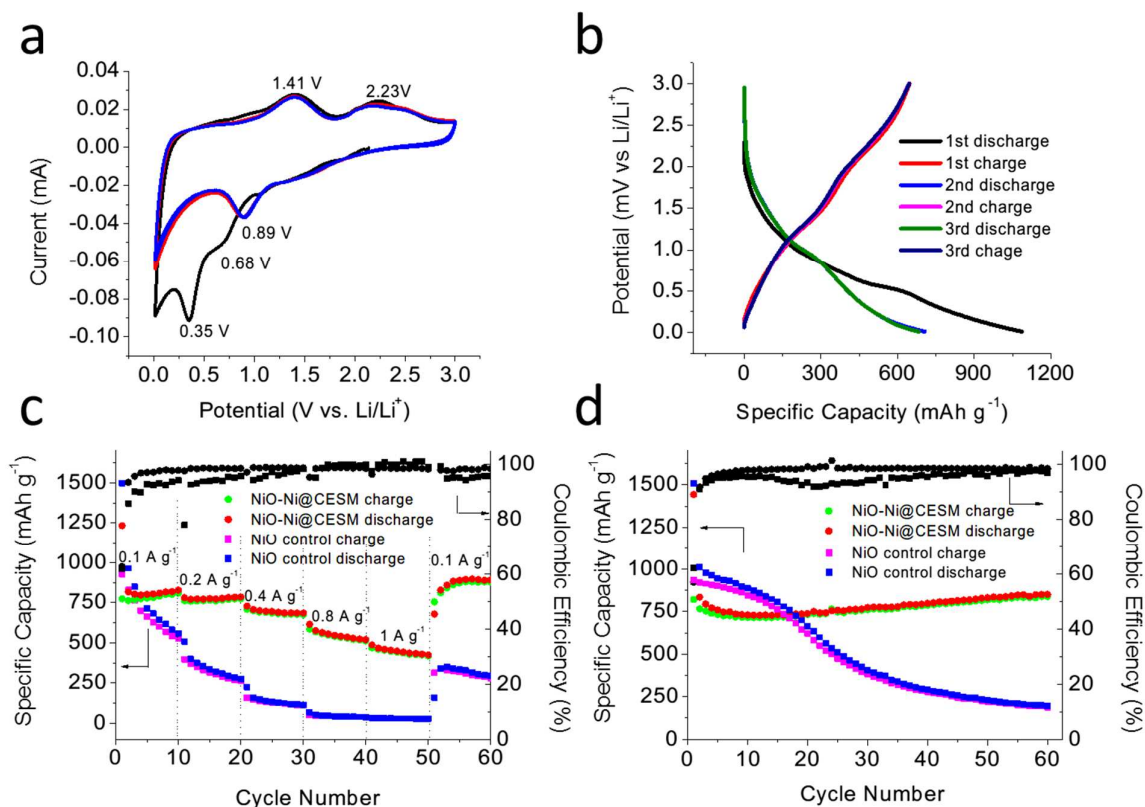 a
0.04
0.02
0.00
-0.02
-0.04
-0.06
-0.08
-0.10
Current (mA)
1.41 V
2.23V
0.89 V
0.68 V
0.35 V
0.0 0.5 1.0 1.5 2.0 2.5 3.0
Potential (V vs. Li/Li⁺)
b
3.0
2.5
2.0
1.5
1.0
0.5
0.0
Potential (mV vs Li/Li⁺)
1st discharge
1st charge
2nd discharge
2nd charge
3rd discharge
3rd chage
0 300 600 900 1200
Specific Capacity (mAh g⁻¹)
c
1500
1250
1000
750
500
250
0
Specific Capacity (mAh g⁻¹)
NiO-Ni@CESM charge
NiO-Ni@CESM discharge
NiO control charge
NiO control discharge
0.1 A g⁻¹
0.2 A g⁻¹
0.4 A g⁻¹
0.8 A g⁻¹
1 A g⁻¹
0.1 A g⁻¹
100
80
60
40
20
0
Coulombic Efficiency (%)
0 10 20 30 40 50 60
Cycle Number
d
1500
1250
1000
750
500
250
0
Specific Capacity (mAh g⁻¹)
NiO-Ni@CESM charge
NiO-Ni@CESM discharge
NiO control charge
NiO control discharge
100
80
60
40
20
0
Coulombic Efficiency (%)
0 10 20 30 40 50 60
Cycle Number